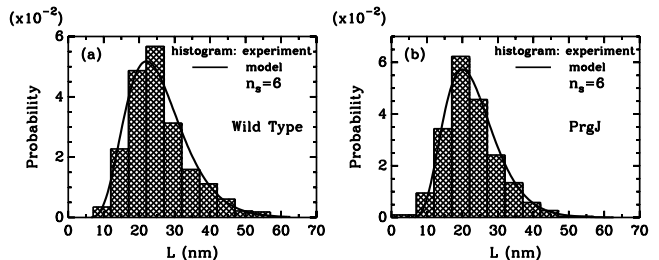 (x10⁻²)
6
4
2
0
Probability
(a)
histogram: experiment
model
nₛ=6
Wild Type
0 10 20 30 40 50 60 70
L (nm)
(x10⁻²)
6
4
2
0
Probability
(b)
histogram: experiment
model
nₛ=6
PrgJ
0 10 20 30 40 50 60 70
L (nm)